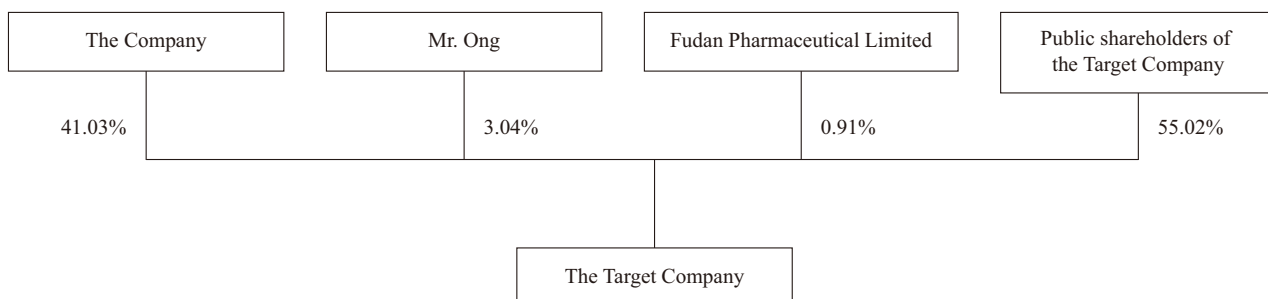 The Company
Mr. Ong
Fudan Pharmaceutical Limited
Public shareholders of
the Target Company
41.03%
3.04%
0.91%
55.02%
The Target Company